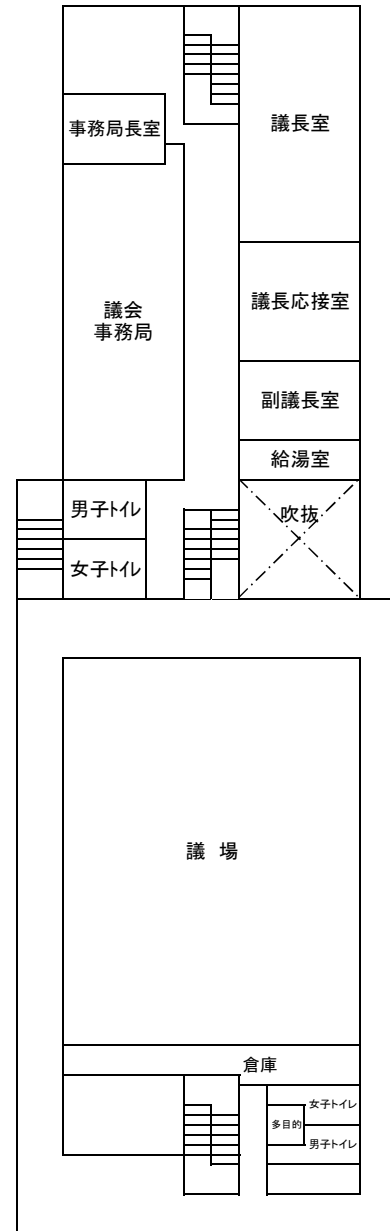 議長室
事務局長室
議長応接室
議会
事務局
副議長室
給湯室
男子トイレ
吹抜
女子トイレ
議 場
倉庫
女子トイレ
多目的
男子トイレ